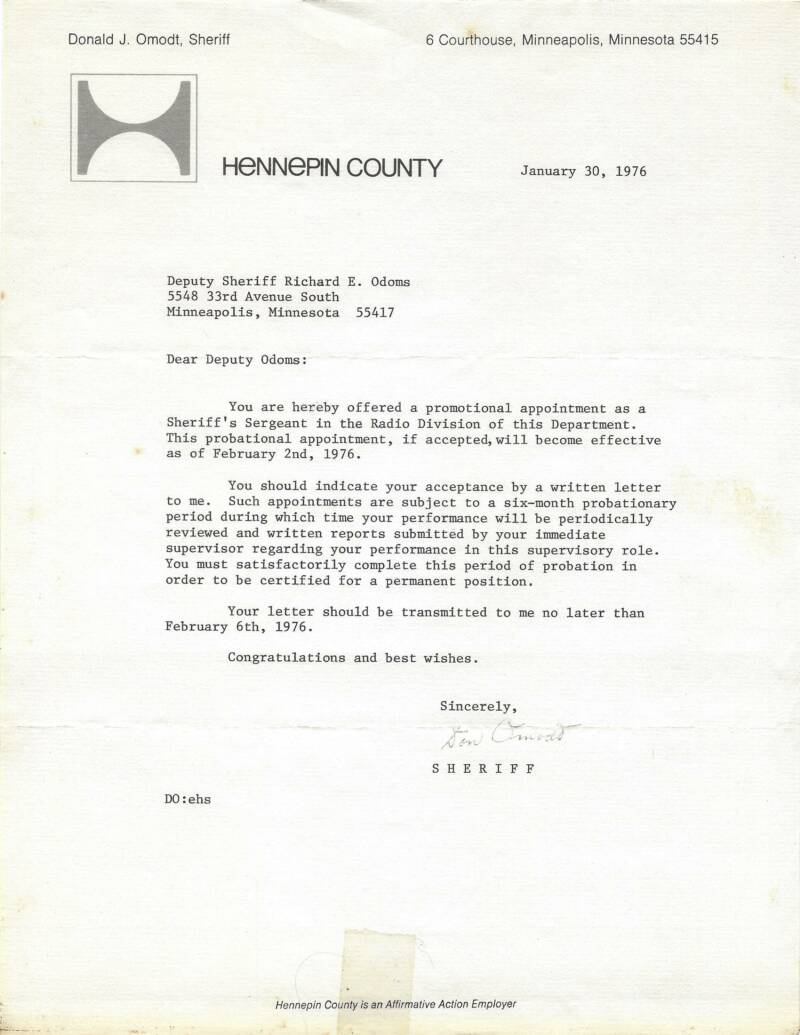 Donald J. Omodt, Sheriff 6 Courthouse, Minneapolis, Minnesota 55415
HENNEPIN COUNTY January 30, 1976
Deputy Sheriff Richard E. Odoms
5548 33rd Avenue South
Minneapolis, Minnesota 55417
Dear Deputy Odoms:
You are hereby offered a promotional appointment as a
Sheriff's Sergeant in the Radio Division of this Department.
This probational appointment, if accepted, will become effective
as of February 2nd, 1976.
You should indicate your acceptance by a written letter
to me. Such appointments are subject to a six-month probationary
period during which time your performance will be periodically
reviewed and written reports submitted by your immediate
supervisor regarding your performance in this supervisory role.
You must satisfactorily complete this period of probation in
order to be certified for a permanent position.
Your letter should be transmitted to me no later than
February 6th, 1976.
Congratulations and best wishes.
Sincerely,
Don Omodt
S H E R I F F
DO:ehs
Hennepin County is an Affirmative Action Employer